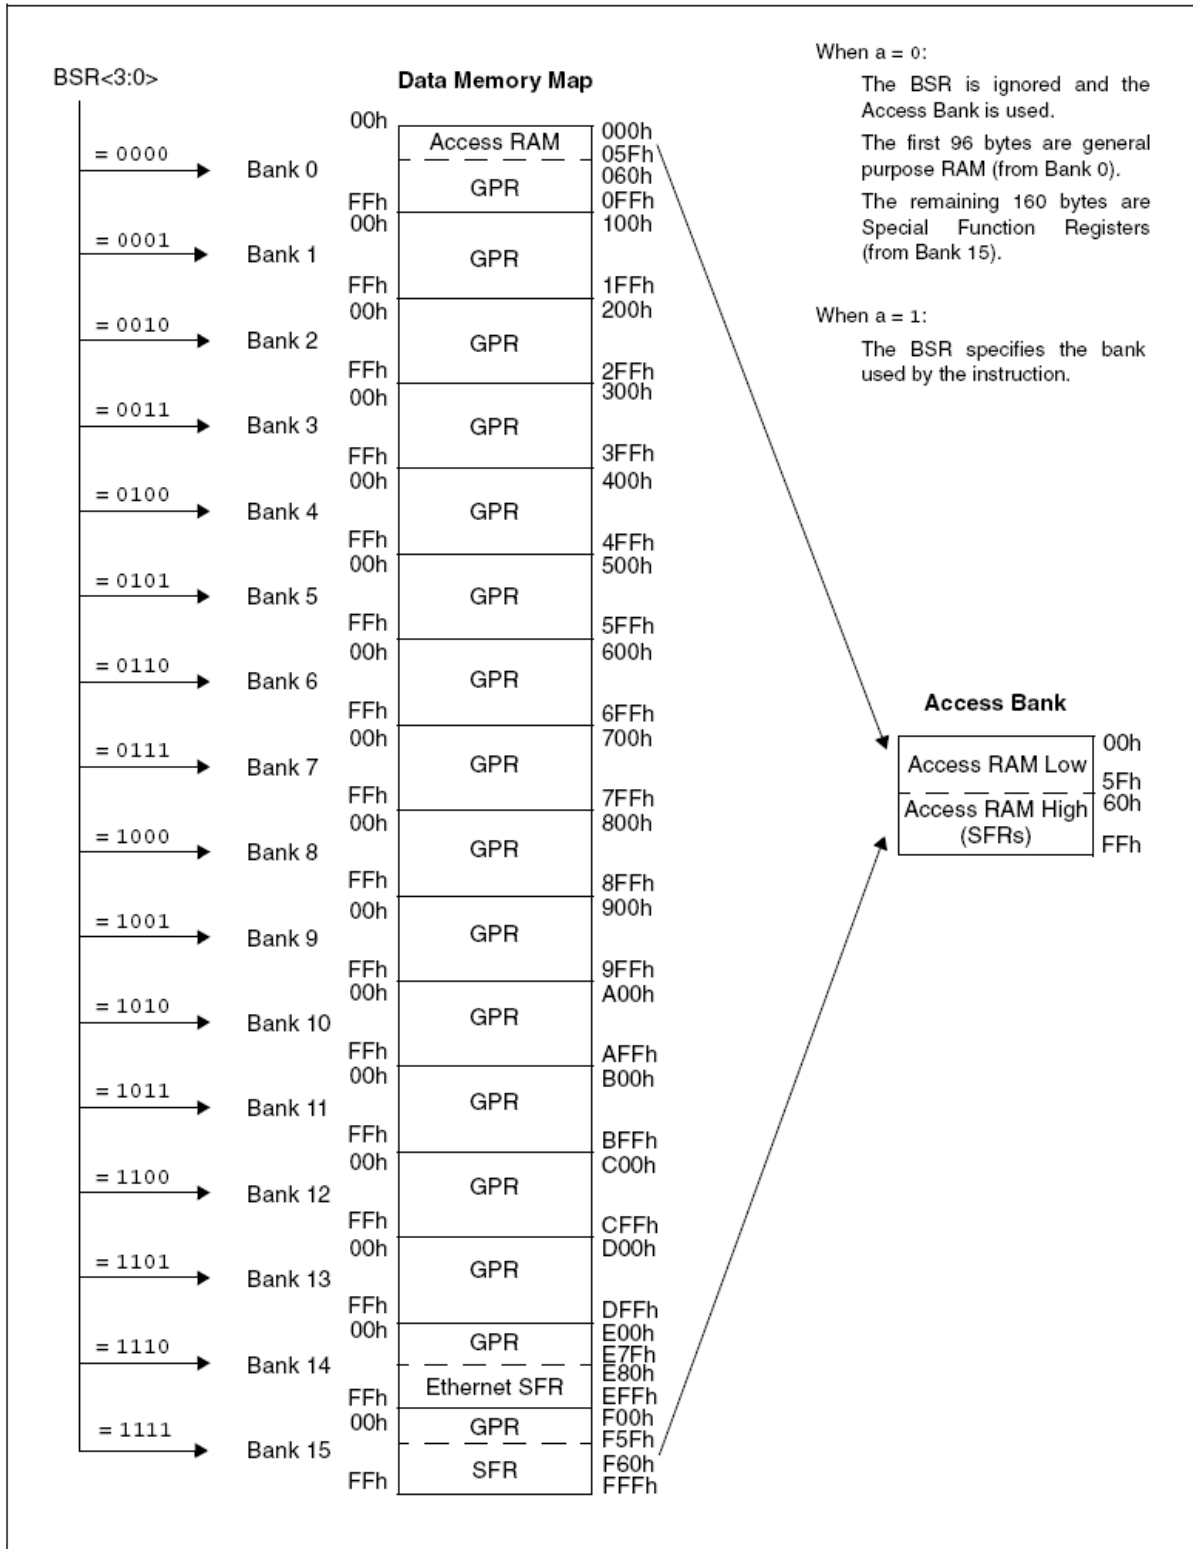 BSR<3:0>
Data Memory Map
When a = 0:
The BSR is ignored and the
Access Bank is used.
The first 96 bytes are general
purpose RAM (from Bank 0).
The remaining 160 bytes are
Special Function Registers
(from Bank 15).
When a = 1:
The BSR specifies the bank
used by the instruction.
= 0000
Bank 0
00h
Access RAM
000h
05Fh
GPR
060h
FFh
0FFh
= 0001
Bank 1
00h
GPR
100h
FFh
1FFh
= 0010
Bank 2
00h
GPR
200h
FFh
2FFh
= 0011
Bank 3
00h
GPR
300h
FFh
3FFh
= 0100
Bank 4
00h
GPR
400h
FFh
4FFh
= 0101
Bank 5
00h
GPR
500h
FFh
5FFh
= 0110
Bank 6
00h
GPR
600h
FFh
6FFh
= 0111
Bank 7
00h
GPR
700h
FFh
7FFh
= 1000
Bank 8
00h
GPR
800h
FFh
8FFh
= 1001
Bank 9
00h
GPR
900h
FFh
9FFh
= 1010
Bank 10
00h
GPR
A00h
FFh
AFFh
= 1011
Bank 11
00h
GPR
B00h
FFh
BFFh
= 1100
Bank 12
00h
GPR
C00h
FFh
CFFh
= 1101
Bank 13
00h
GPR
D00h
FFh
DFFh
= 1110
Bank 14
00h
GPR
E00h
E7Fh
Ethernet SFR
E80h
FFh
EFFh
= 1111
Bank 15
00h
GPR
F00h
F5Fh
SFR
F60h
FFh
FFFh
Access Bank
Access RAM Low
00h
5Fh
Access RAM High
(SFRs)
60h
FFh